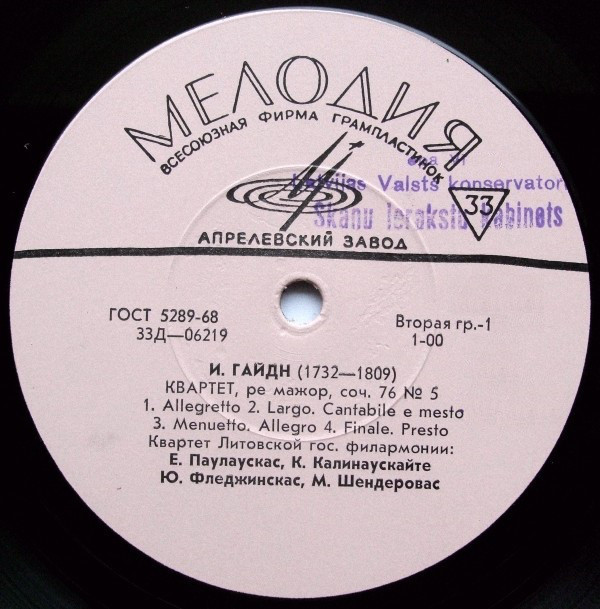 МЕЛОДИЯ
ВСЕСОЮЗНАЯ ФИРМА ГРАМПЛАСТИНОК
Valsts konservator
33
Skaņu ierakstu kabinets
АПРЕЛЕВСКИЙ ЗАВОД
ГОСТ 5289-68
33Д—06219
Вторая гр.-1
1-00
И. ГАЙДН (1732—1809)
КВАРТЕТ, ре мажор, соч. 76 № 5
1. Allegretto 2. Largo. Cantabile e mesto
3. Menuetto. Allegro 4. Finale. Presto
Квартет Литовской гос. филармонии:
Е. Паулаускас, К. Калинаускайте
Ю. Фледжинскас, М. Шендеровас